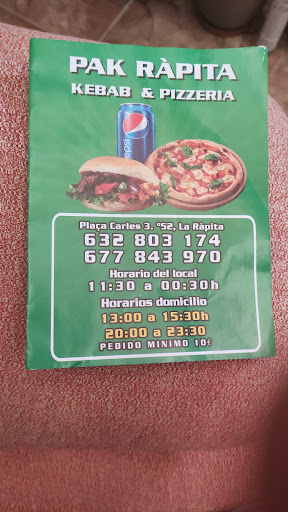 PAK RÀPITA
KEBAB & PIZZERIA
pepsi
Plaça Carles 3. º52, La Ràpita
632 803 174
677 843 970
Horario del local
11:30 a 00:30h
Horarios domicilio
13:00 a 15:30h
20:00 a 23:30
PEDIDO MINIMO 10€